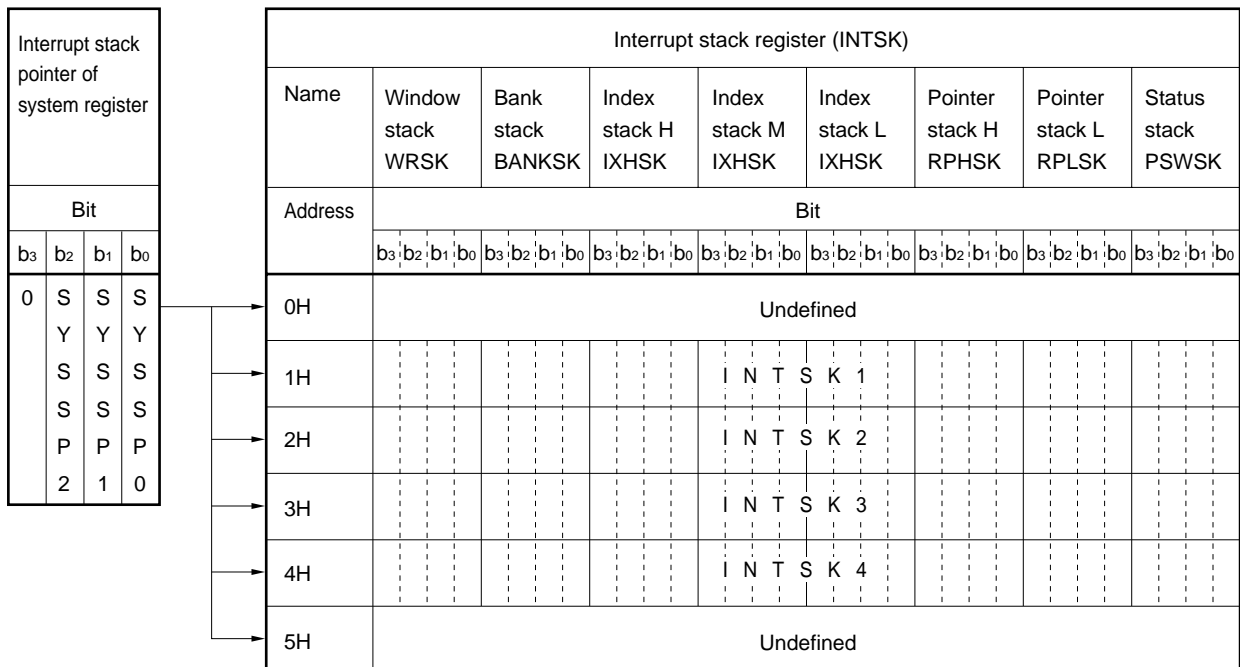 Interrupt stack
pointer of
system register
Bit
b3 b2 b1 b0
0 S S S
Y Y Y
S S S
S S S
P P P
2 1 0
Interrupt stack register (INTSK)
Name Window Bank Index Index Index Pointer Pointer Status
stack stack stack H stack M stack L stack H stack L stack
WRSK BANKSK IXHSK IXHSK IXHSK RPHSK RPLSK PSWSK
Address Bit
b3 b2 b1 b0 b3 b2 b1 b0 b3 b2 b1 b0 b3 b2 b1 b0 b3 b2 b1 b0 b3 b2 b1 b0 b3 b2 b1 b0 b3 b2 b1 b0
0H Undefined
1H I N T S K 1
2H I N T S K 2
3H I N T S K 3
4H I N T S K 4
5H Undefined